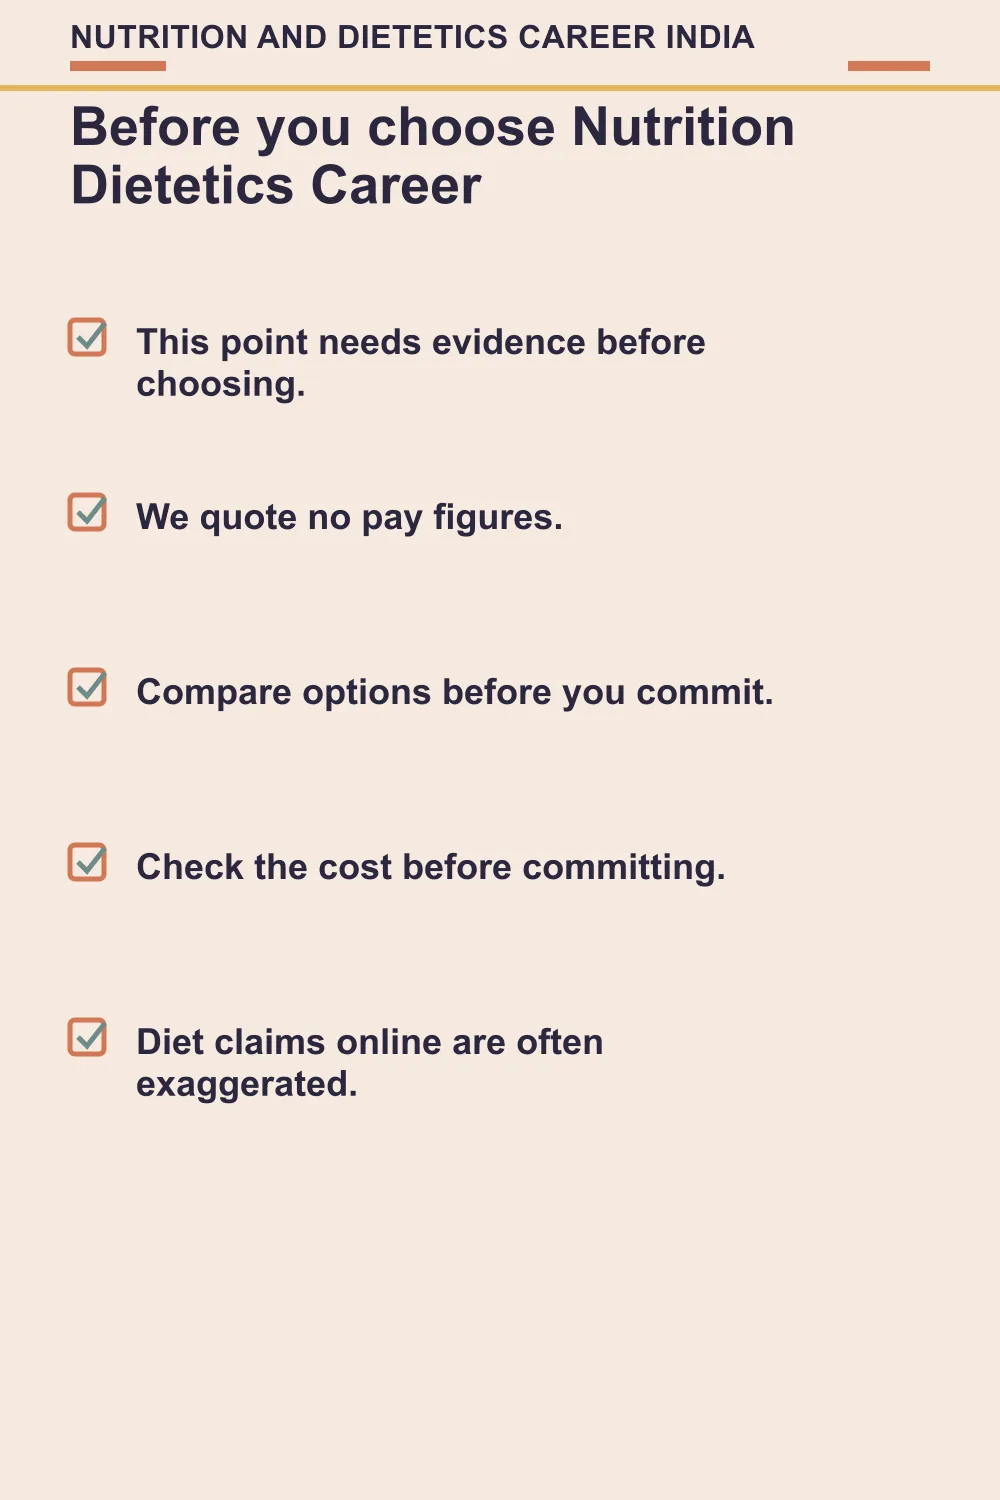 NUTRITION AND DIETETICS CAREER INDIA
Before you choose Nutrition
Dietetics Career
This point needs evidence before
choosing.
We quote no pay figures.
Compare options before you commit.
Check the cost before committing.
Diet claims online are often
exaggerated.